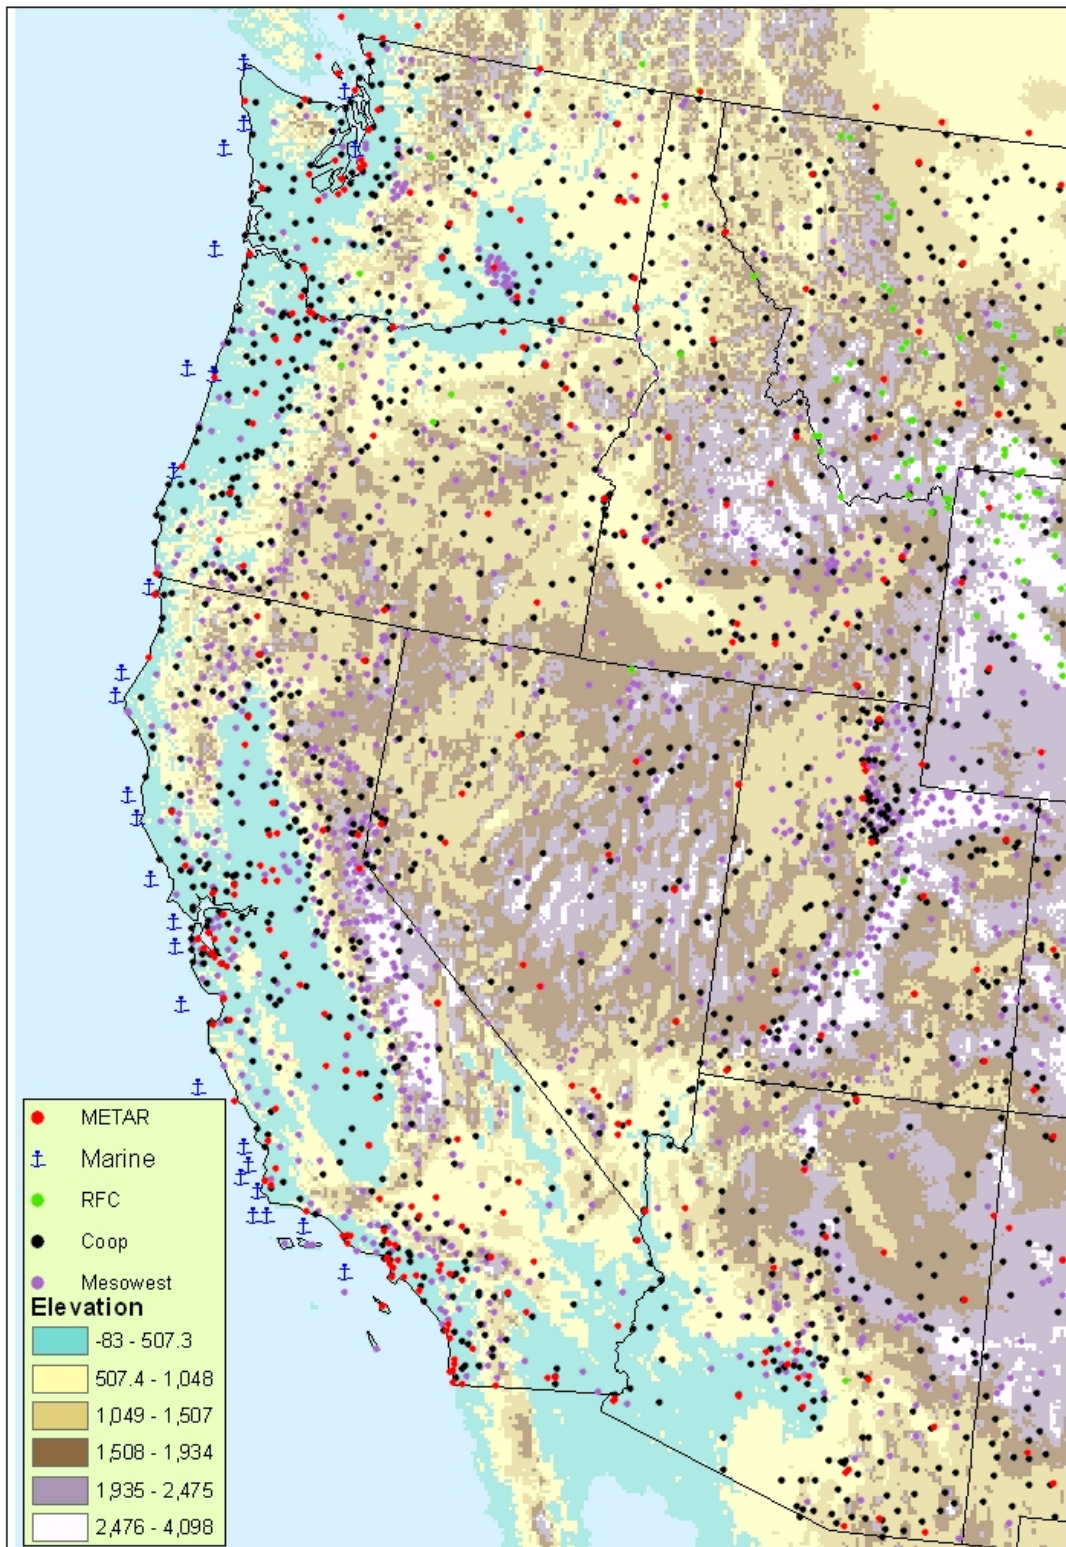 METAR
Marine
RFC
Coop
Mesowest
Elevation
-83 - 507.3
507.4 - 1,048
1,049 - 1,507
1,508 - 1,934
1,935 - 2,475
2,476 - 4,098